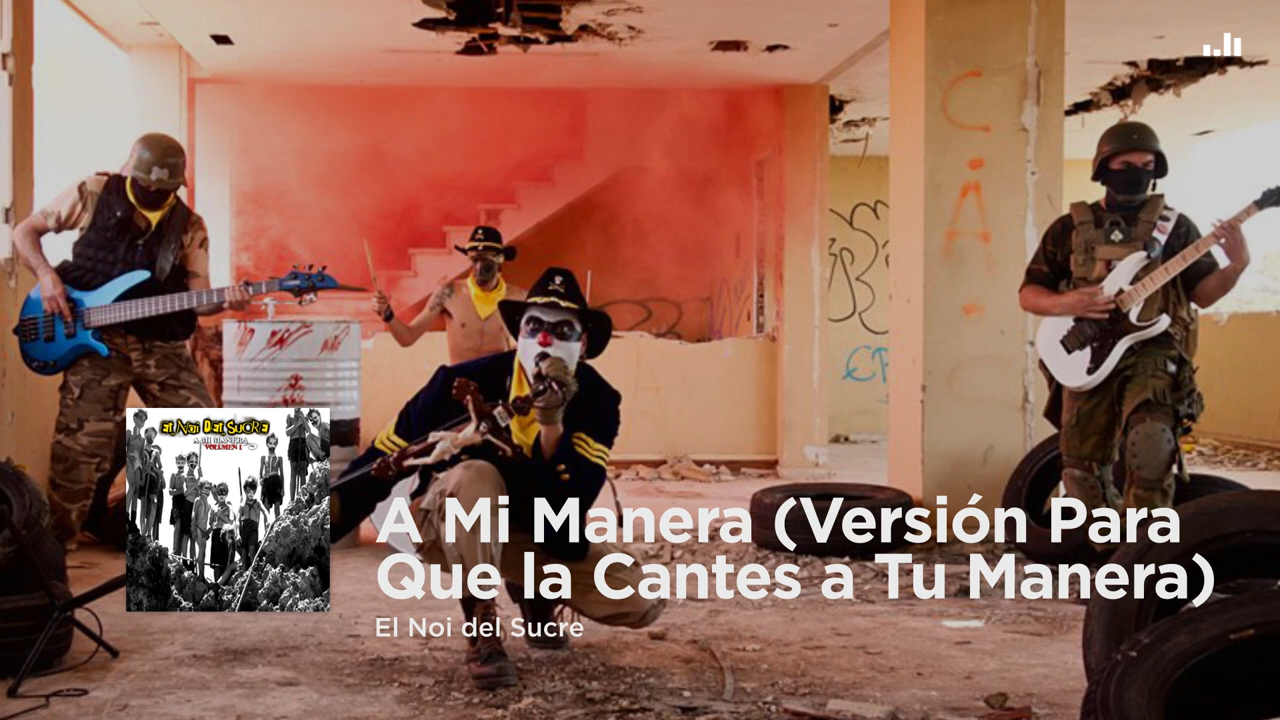 C.I.A.
EL NOI DEL SUCRE
A MI MANERA
VOLUMEN 1
A Mi Manera (Versión Para
Que la Cantes a Tu Manera)
El Noi del Sucre